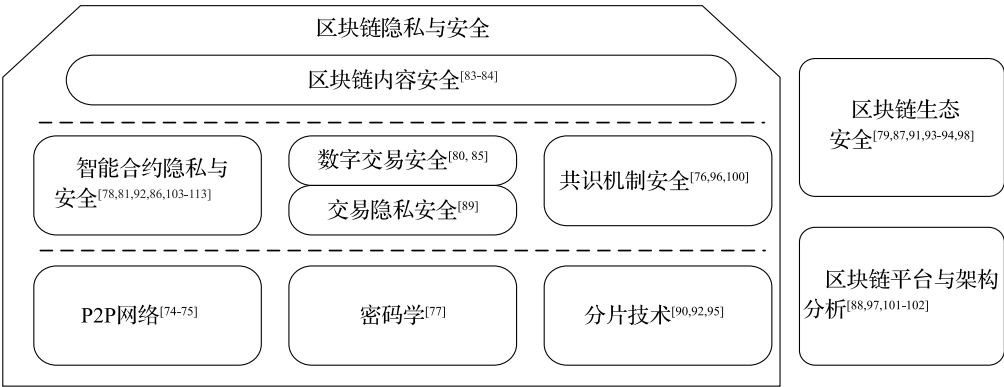 区块链隐私与安全
区块链内容安全[83-84]
智能合约隐私与
安全[78,81,92,86,103-113]
数字交易安全[80, 85]
交易隐私安全[89]
共识机制安全[76,96,100]
P2P网络[74-75]
密码学[77]
分片技术[90,92,95]
区块链生态
安全[79,87,91,93-94,98]
区块链平台与架构
分析[88,97,101-102]